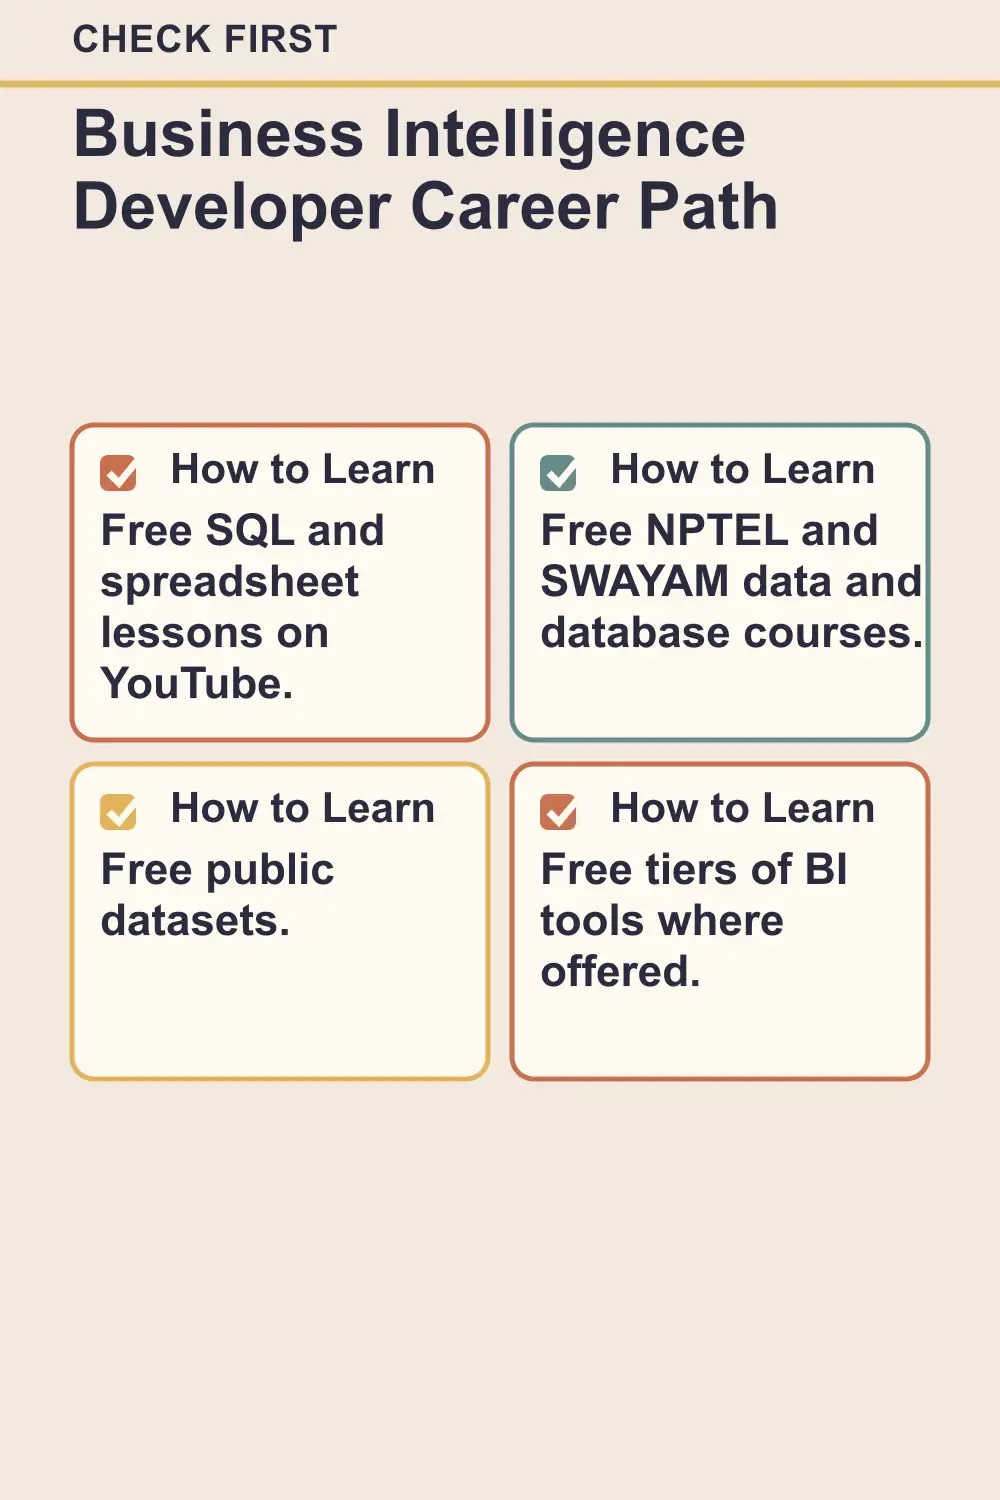 CHECK FIRST
Business Intelligence
Developer Career Path
How to Learn
Free SQL and
spreadsheet
lessons on
YouTube.
How to Learn
Free NPTEL and
SWAYAM data and
database courses.
How to Learn
Free public
datasets.
How to Learn
Free tiers of BI
tools where
offered.